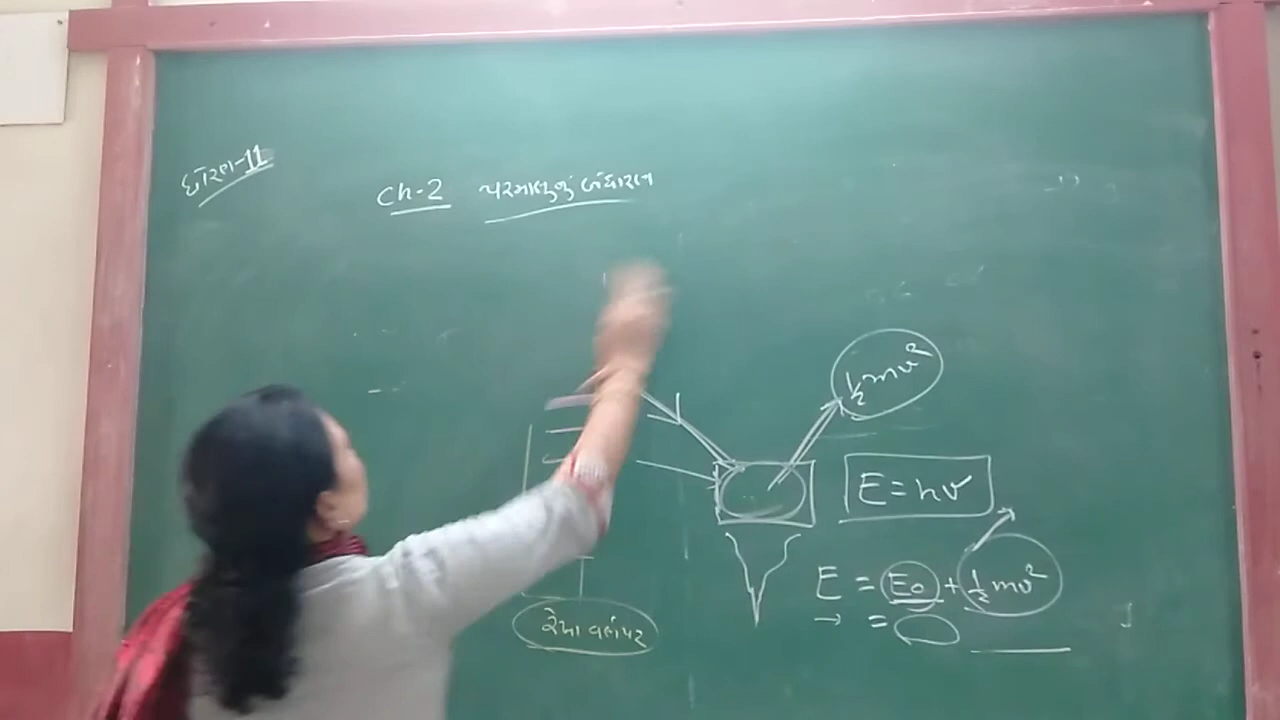 ધોરણ-11
Ch-2 પરમાણુનું બંધારણ
½mv²
E=hν
E = E₀ + ½mv²
→ =
રેખા વર્ણપટ